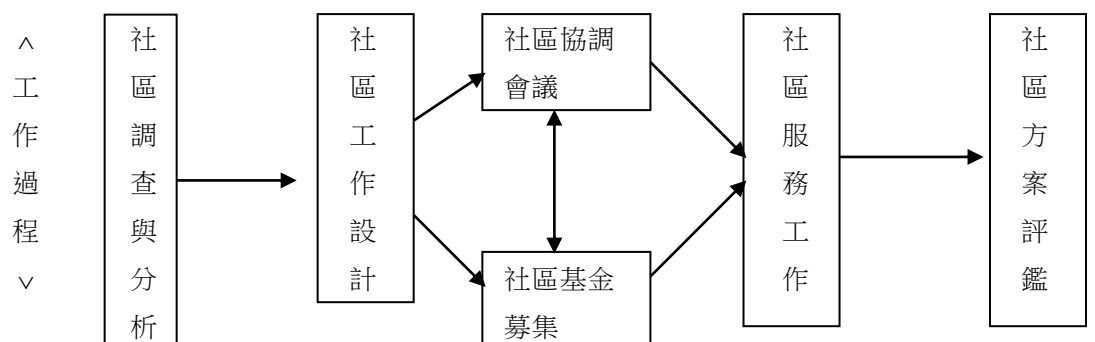 ︿工作過程﹀
社區調查與分析
社區工作設計
社區協調
會議
社區基金
募集
社區服務工作
社區方案評鑑